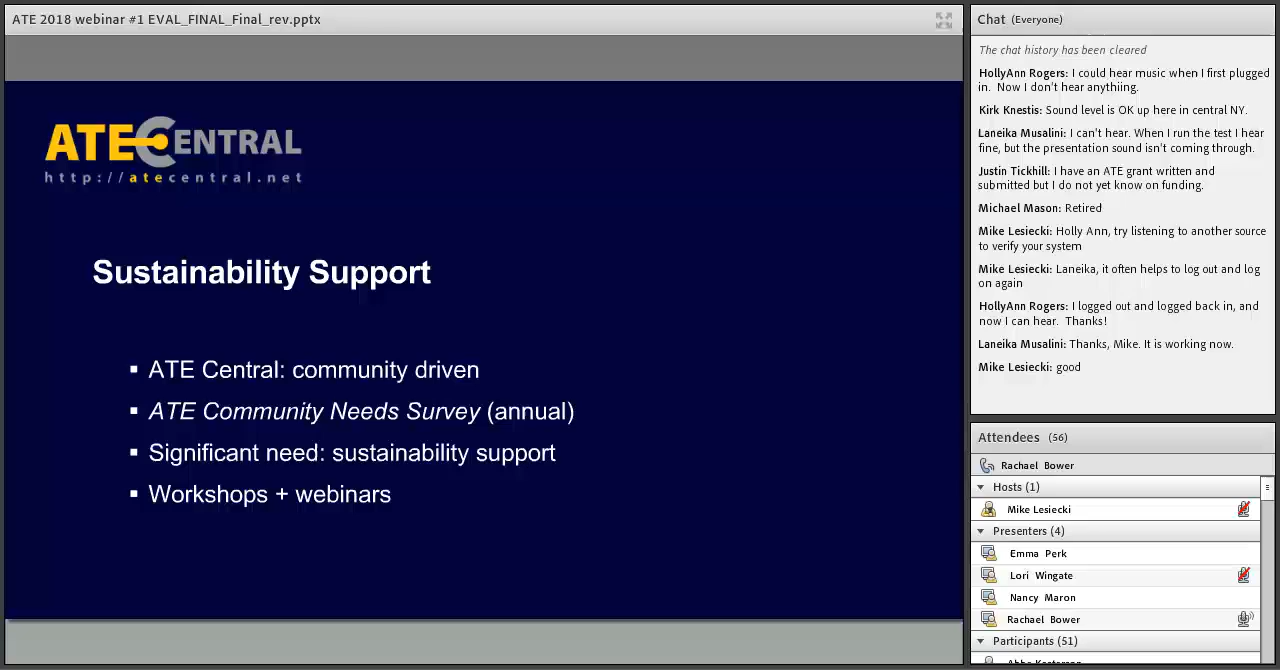 ATE 2018 webinar #1 EVAL_FINAL_Final_rev.pptx
ATE CENTRAL
http://atecentral.net
Sustainability Support
▪ ATE Central: community driven
▪ ATE Community Needs Survey (annual)
▪ Significant need: sustainability support
▪ Workshops + webinars
Chat (Everyone)
The chat history has been cleared
HollyAnn Rogers: I could hear music when I first plugged
in. Now I don't hear anythiing.
Kirk Knestis: Sound level is OK up here in central NY.
Laneika Musalini: I can't hear. When I run the test I hear
fine, but the presentation sound isn't coming through.
Justin Tickhill: I have an ATE grant written and
submitted but I do not yet know on funding.
Michael Mason: Retired
Mike Lesiecki: Holly Ann, try listening to another source
to verify your system
Mike Lesiecki: Laneika, it often helps to log out and log
on again
HollyAnn Rogers: I logged out and logged back in, and
now I can hear. Thanks!
Laneika Musalini: Thanks, Mike. It is working now.
Mike Lesiecki: good
Attendees (56)
Rachael Bower
Hosts (1)
Mike Lesiecki
Presenters (4)
Emma Perk
Lori Wingate
Nancy Maron
Rachael Bower
Participants (51)